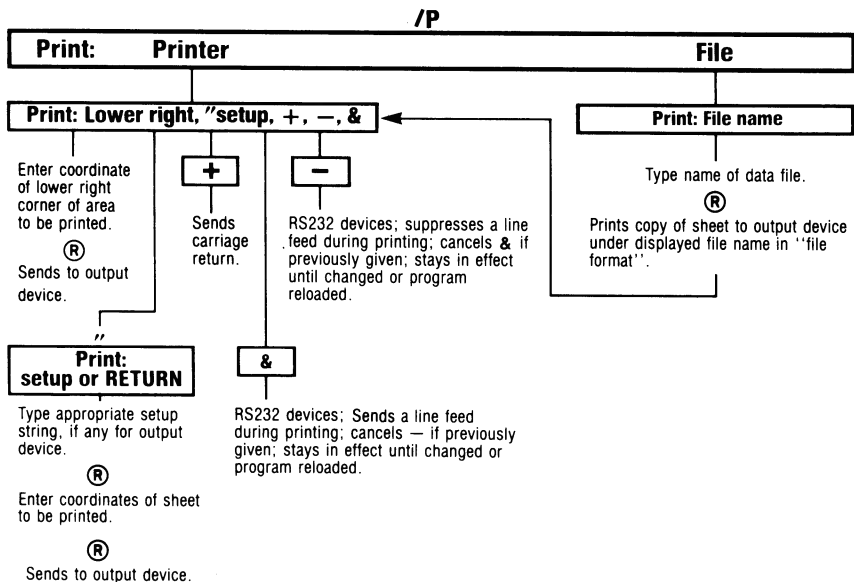 /P
Print: Printer File
Print: Lower right, ″setup, +, −, &
Print: File name
Enter coordinate
of lower right
corner of area
to be printed.
Ⓡ
Sends to output
device.
+
Sends
carriage
return.
−
RS232 devices; suppresses a line
feed during printing; cancels & if
previously given; stays in effect
until changed or program
reloaded.
Type name of data file.
Ⓡ
Prints copy of sheet to output device
under displayed file name in ''file
format''.
″
Print:
setup or RETURN
Type appropriate setup
string, if any for output
device.
Ⓡ
Enter coordinates of sheet
to be printed.
Ⓡ
Sends to output device.
&
RS232 devices; Sends a line feed
during printing; cancels — if previously
given; stays in effect until changed or
program reloaded.